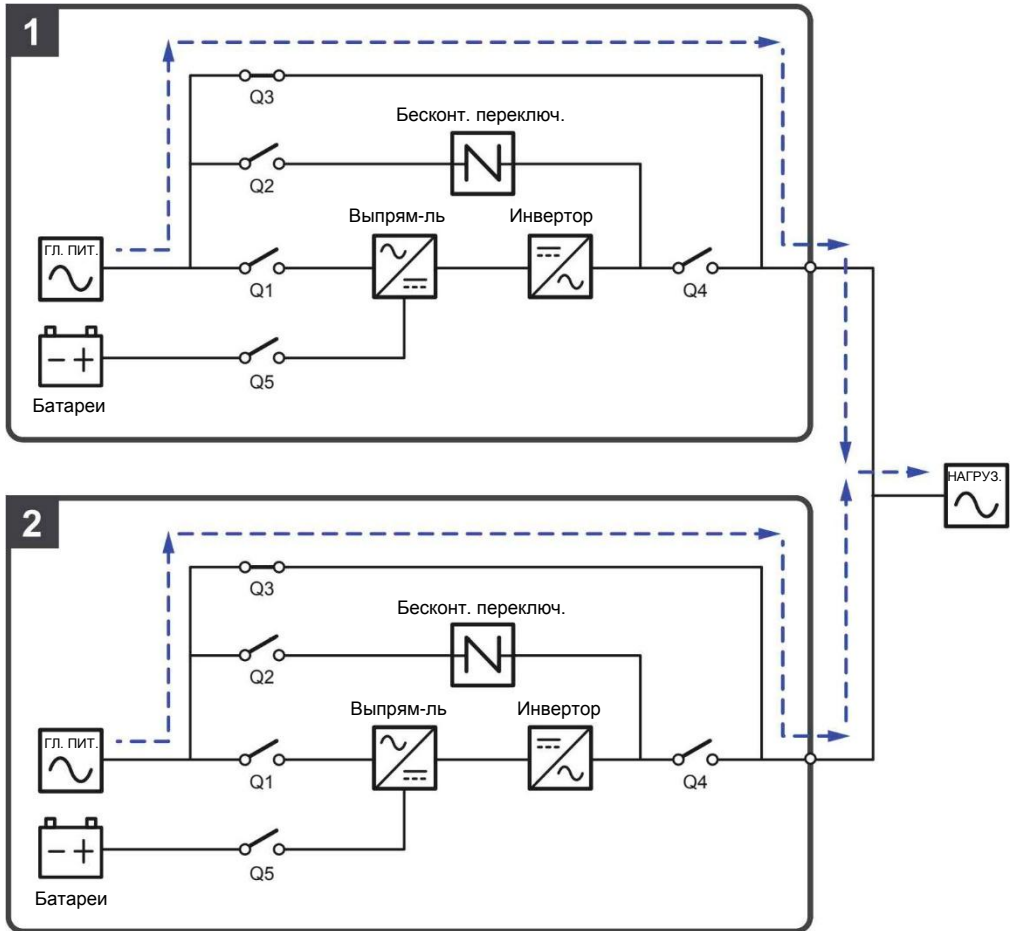 1
Q3
Бесконт. переключ.
Q2
Выпрям-ль
Инвертор
ГЛ. ПИТ.
Q1
Q4
Q5
Батареи
НАГРУЗ.
2
Q3
Бесконт. переключ.
Q2
Выпрям-ль
Инвертор
ГЛ. ПИТ.
Q1
Q4
Q5
Батареи